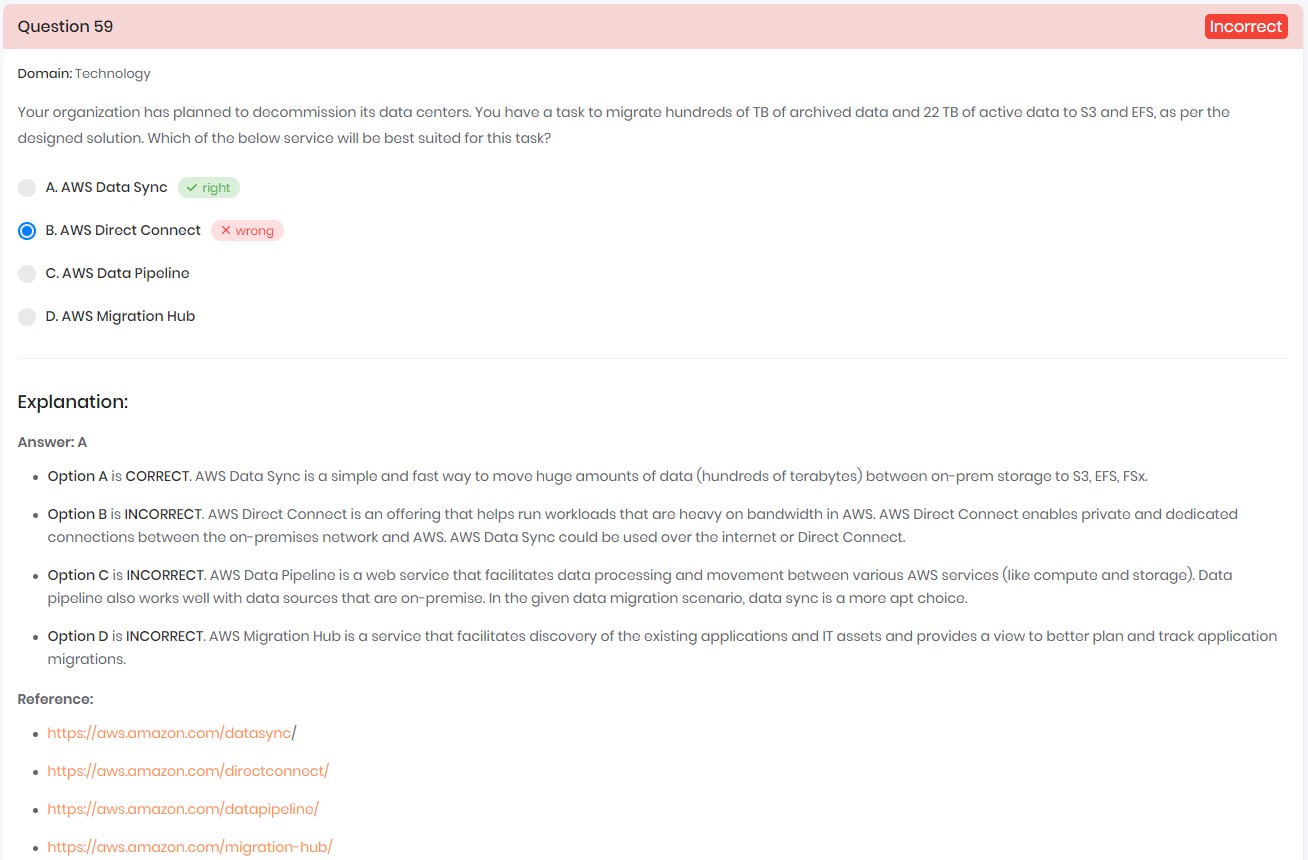 Question 59
Incorrect
Domain: Technology
Your organization has planned to decommission its data centers. You have a task to migrate hundreds of TB of archived data and 22 TB of active data to S3 and EFS, as per the
designed solution. Which of the below service will be best suited for this task?
A. AWS Data Sync ✓ right
B. AWS Direct Connect ✕ wrong
C. AWS Data Pipeline
D. AWS Migration Hub
Explanation:
Answer: A
• Option A is CORRECT. AWS Data Sync is a simple and fast way to move huge amounts of data (hundreds of terabytes) between on-prem storage to S3, EFS, FSx.
• Option B is INCORRECT. AWS Direct Connect is an offering that helps run workloads that are heavy on bandwidth in AWS. AWS Direct Connect enables private and dedicated
connections between the on-premises network and AWS. AWS Data Sync could be used over the internet or Direct Connect.
• Option C is INCORRECT. AWS Data Pipeline is a web service that facilitates data processing and movement between various AWS services (like compute and storage). Data
pipeline also works well with data sources that are on-premise. In the given data migration scenario, data sync is a more apt choice.
• Option D is INCORRECT. AWS Migration Hub is a service that facilitates discovery of the existing applications and IT assets and provides a view to better plan and track application
migrations.
Reference:
• https://aws.amazon.com/datasync/
• https://aws.amazon.com/directconnect/
• https://aws.amazon.com/datapipeline/
• https://aws.amazon.com/migration-hub/